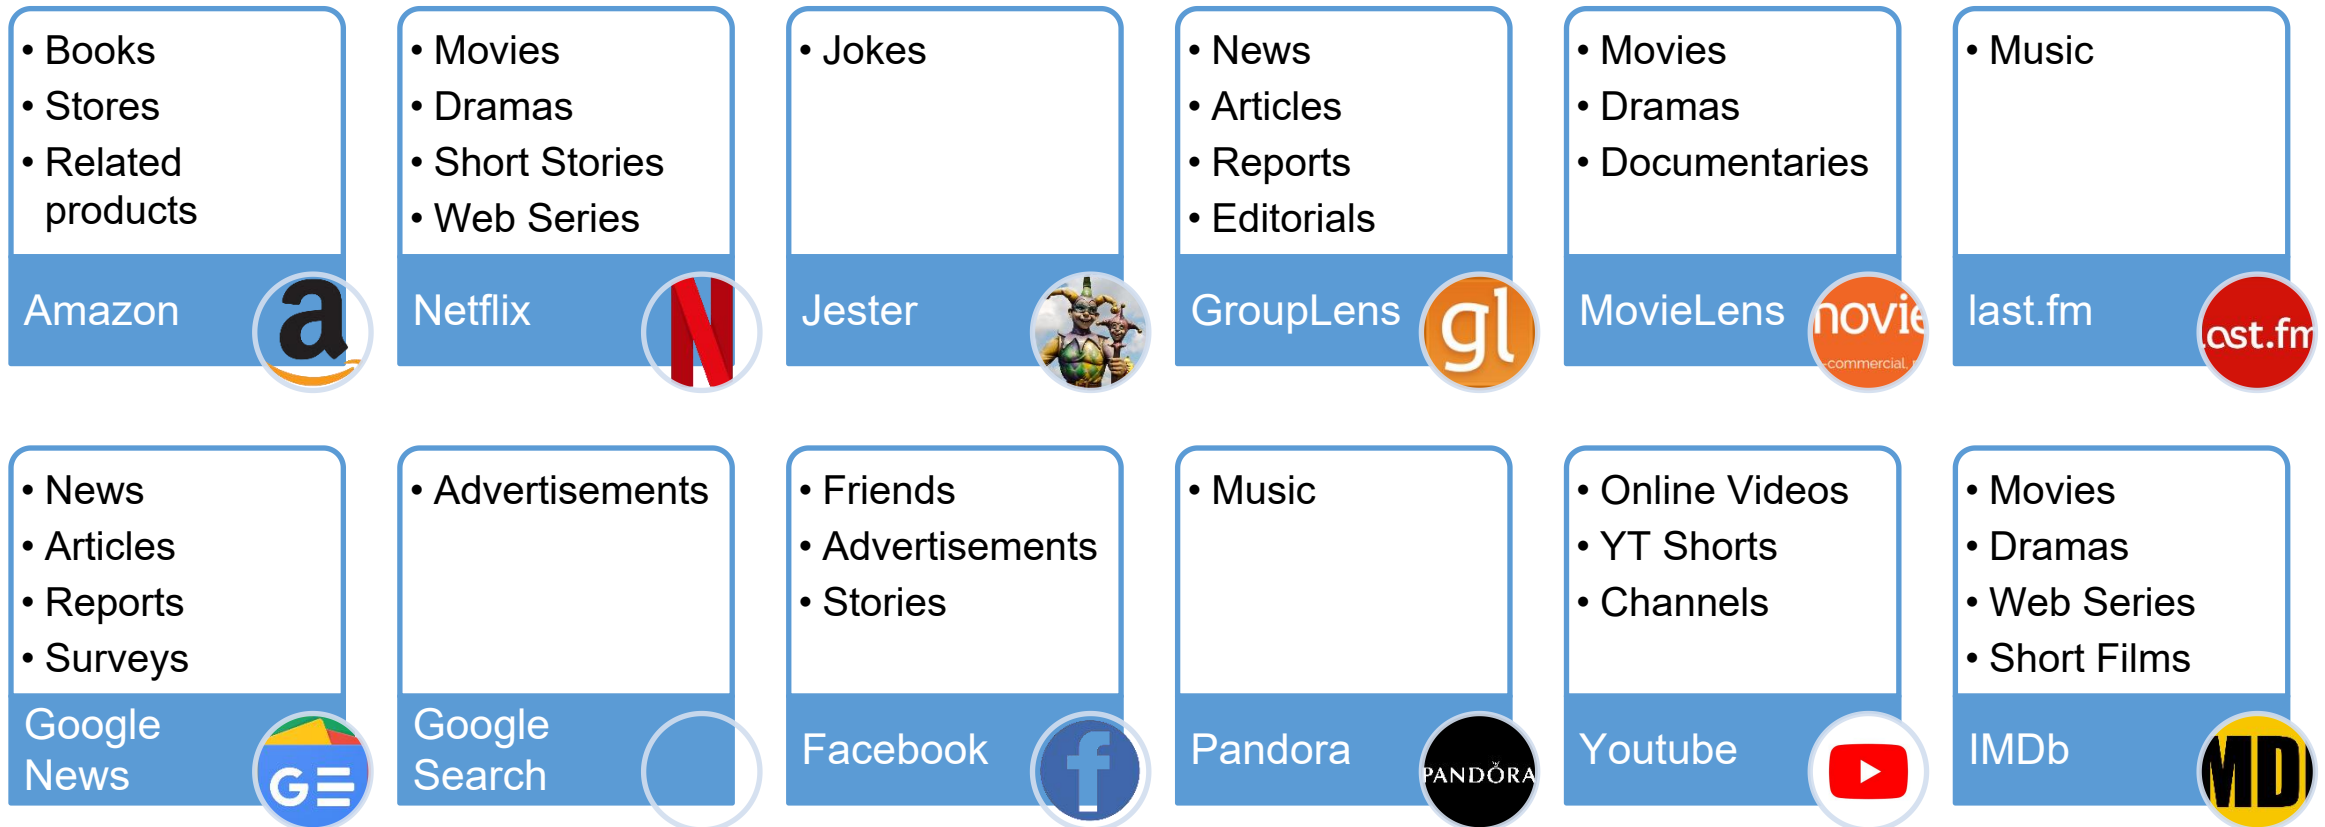 • Books
• Stores
• Related
products
Amazon
a
• Movies
• Dramas
• Short Stories
• Web Series
Netflix
N
• Jokes
Jester
• News
• Articles
• Reports
• Editorials
GroupLens
gl
• Movies
• Dramas
• Documentaries
MovieLens
movie
-commercial,
• Music
last.fm
last.fm
• News
• Articles
• Reports
• Surveys
Google
News
G
• Advertisements
Google
Search
• Friends
• Advertisements
• Stories
Facebook
f
• Music
Pandora
PANDÖRA
• Online Videos
• YT Shorts
• Channels
Youtube
• Movies
• Dramas
• Web Series
• Short Films
IMDb
MD